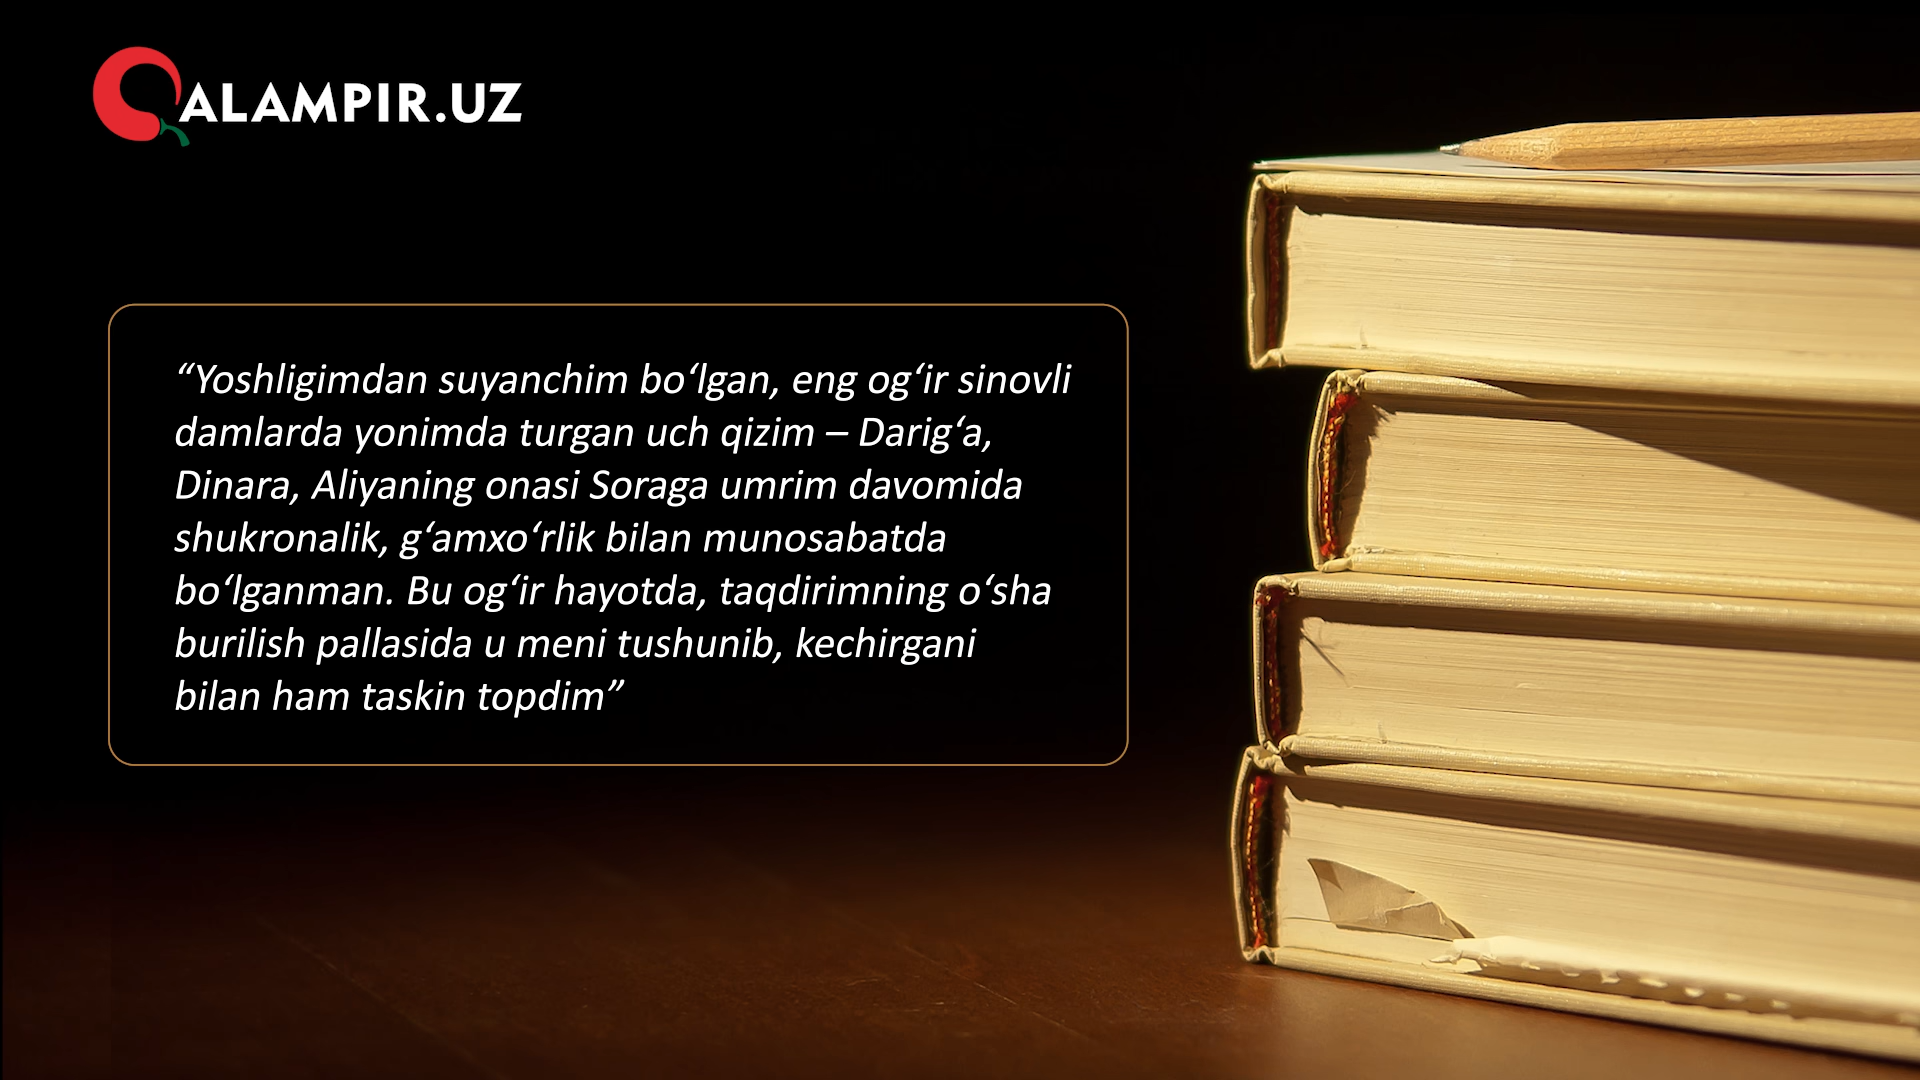 QALAMPIR.UZ
“Yoshligimdan suyanchim bo‘lgan, eng og‘ir sinovli
damlarda yonimda turgan uch qizim – Darig‘a,
Dinara, Aliyaning onasi Soraga umrim davomida
shukronalik, g‘amxo‘rlik bilan munosabatda
bo‘lganman. Bu og‘ir hayotda, taqdirimning o‘sha
burilish pallasida u meni tushunib, kechirgani
bilan ham taskin topdim”